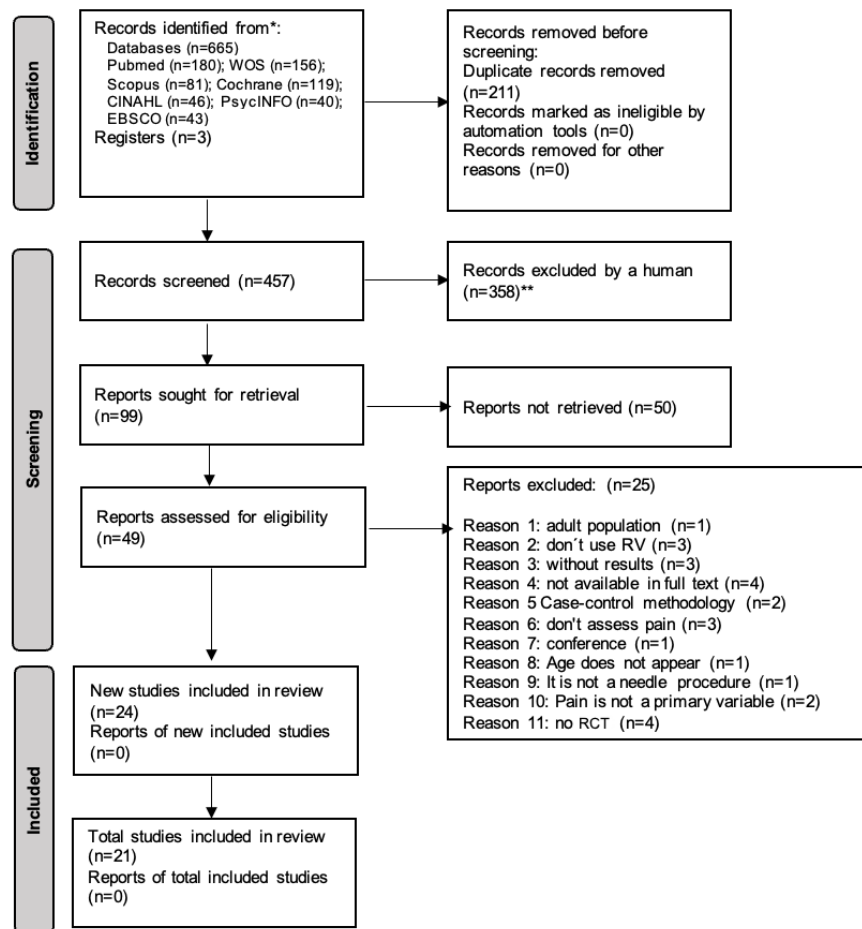 Identification
Records identified from*:
Databases (n=665)
Pubmed (n=180); WOS (n=156);
Scopus (n=81); Cochrane (n=119);
CINAHL (n=46); PsycINFO (n=40);
EBSCO (n=43)
Registers (n=3)
Records removed before
screening:
Duplicate records removed
(n=211)
Records marked as ineligible by
automation tools (n=0)
Records removed for other
reasons (n=0)
Screening
Records screened (n=457)
Records excluded by a human
(n=358)**
Reports sought for retrieval
(n=99)
Reports not retrieved (n=50)
Reports assessed for eligibility
(n=49)
Reports excluded: (n=25)
Reason 1: adult population (n=1)
Reason 2: don´t use RV (n=3)
Reason 3: without results (n=3)
Reason 4: not available in full text (n=4)
Reason 5 Case-control methodology (n=2)
Reason 6: don't assess pain (n=3)
Reason 7: conference (n=1)
Reason 8: Age does not appear (n=1)
Reason 9: It is not a needle procedure (n=1)
Reason 10: Pain is not a primary variable (n=2)
Reason 11: no RCT (n=4)
Included
New studies included in review
(n=24)
Reports of new included studies
(n=0)
Total studies included in review
(n=21)
Reports of total included studies
(n=0)